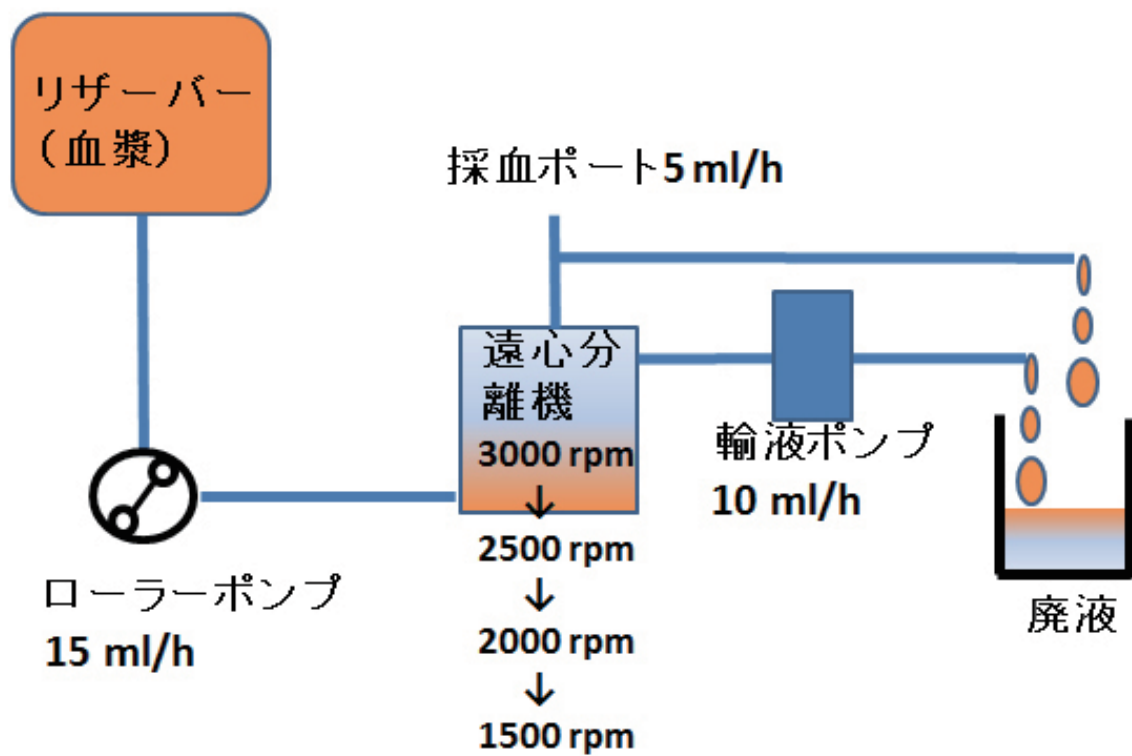 リザーバー
（血漿）
採血ポート5 ml/h
遠心分
離機
3000 rpm
↓
2500 rpm
↓
2000 rpm
↓
1500 rpm
輸液ポンプ
10 ml/h
ローラーポンプ
15 ml/h
廃液